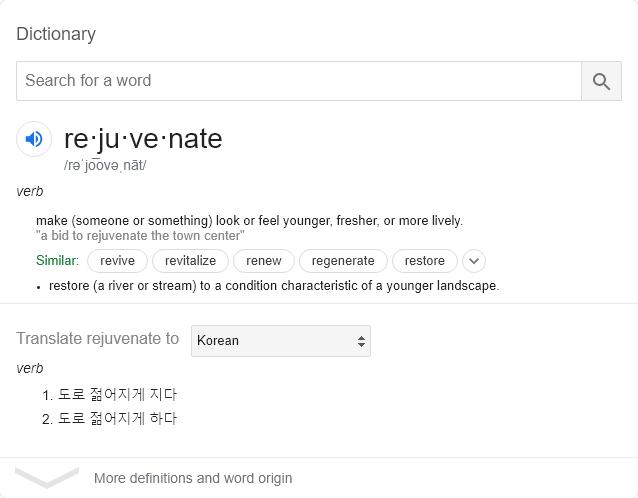 Dictionary
Search for a word
re·ju·ve·nate
/rəˈjo͞ovəˌnāt/
verb
make (someone or something) look or feel younger, fresher, or more lively.
"a bid to rejuvenate the town center"
Similar: revive revitalize renew regenerate restore
• restore (a river or stream) to a condition characteristic of a younger landscape.
Translate rejuvenate to Korean
verb
1. 도로 젊어지게 지다
2. 도로 젊어지게 하다
More definitions and word origin